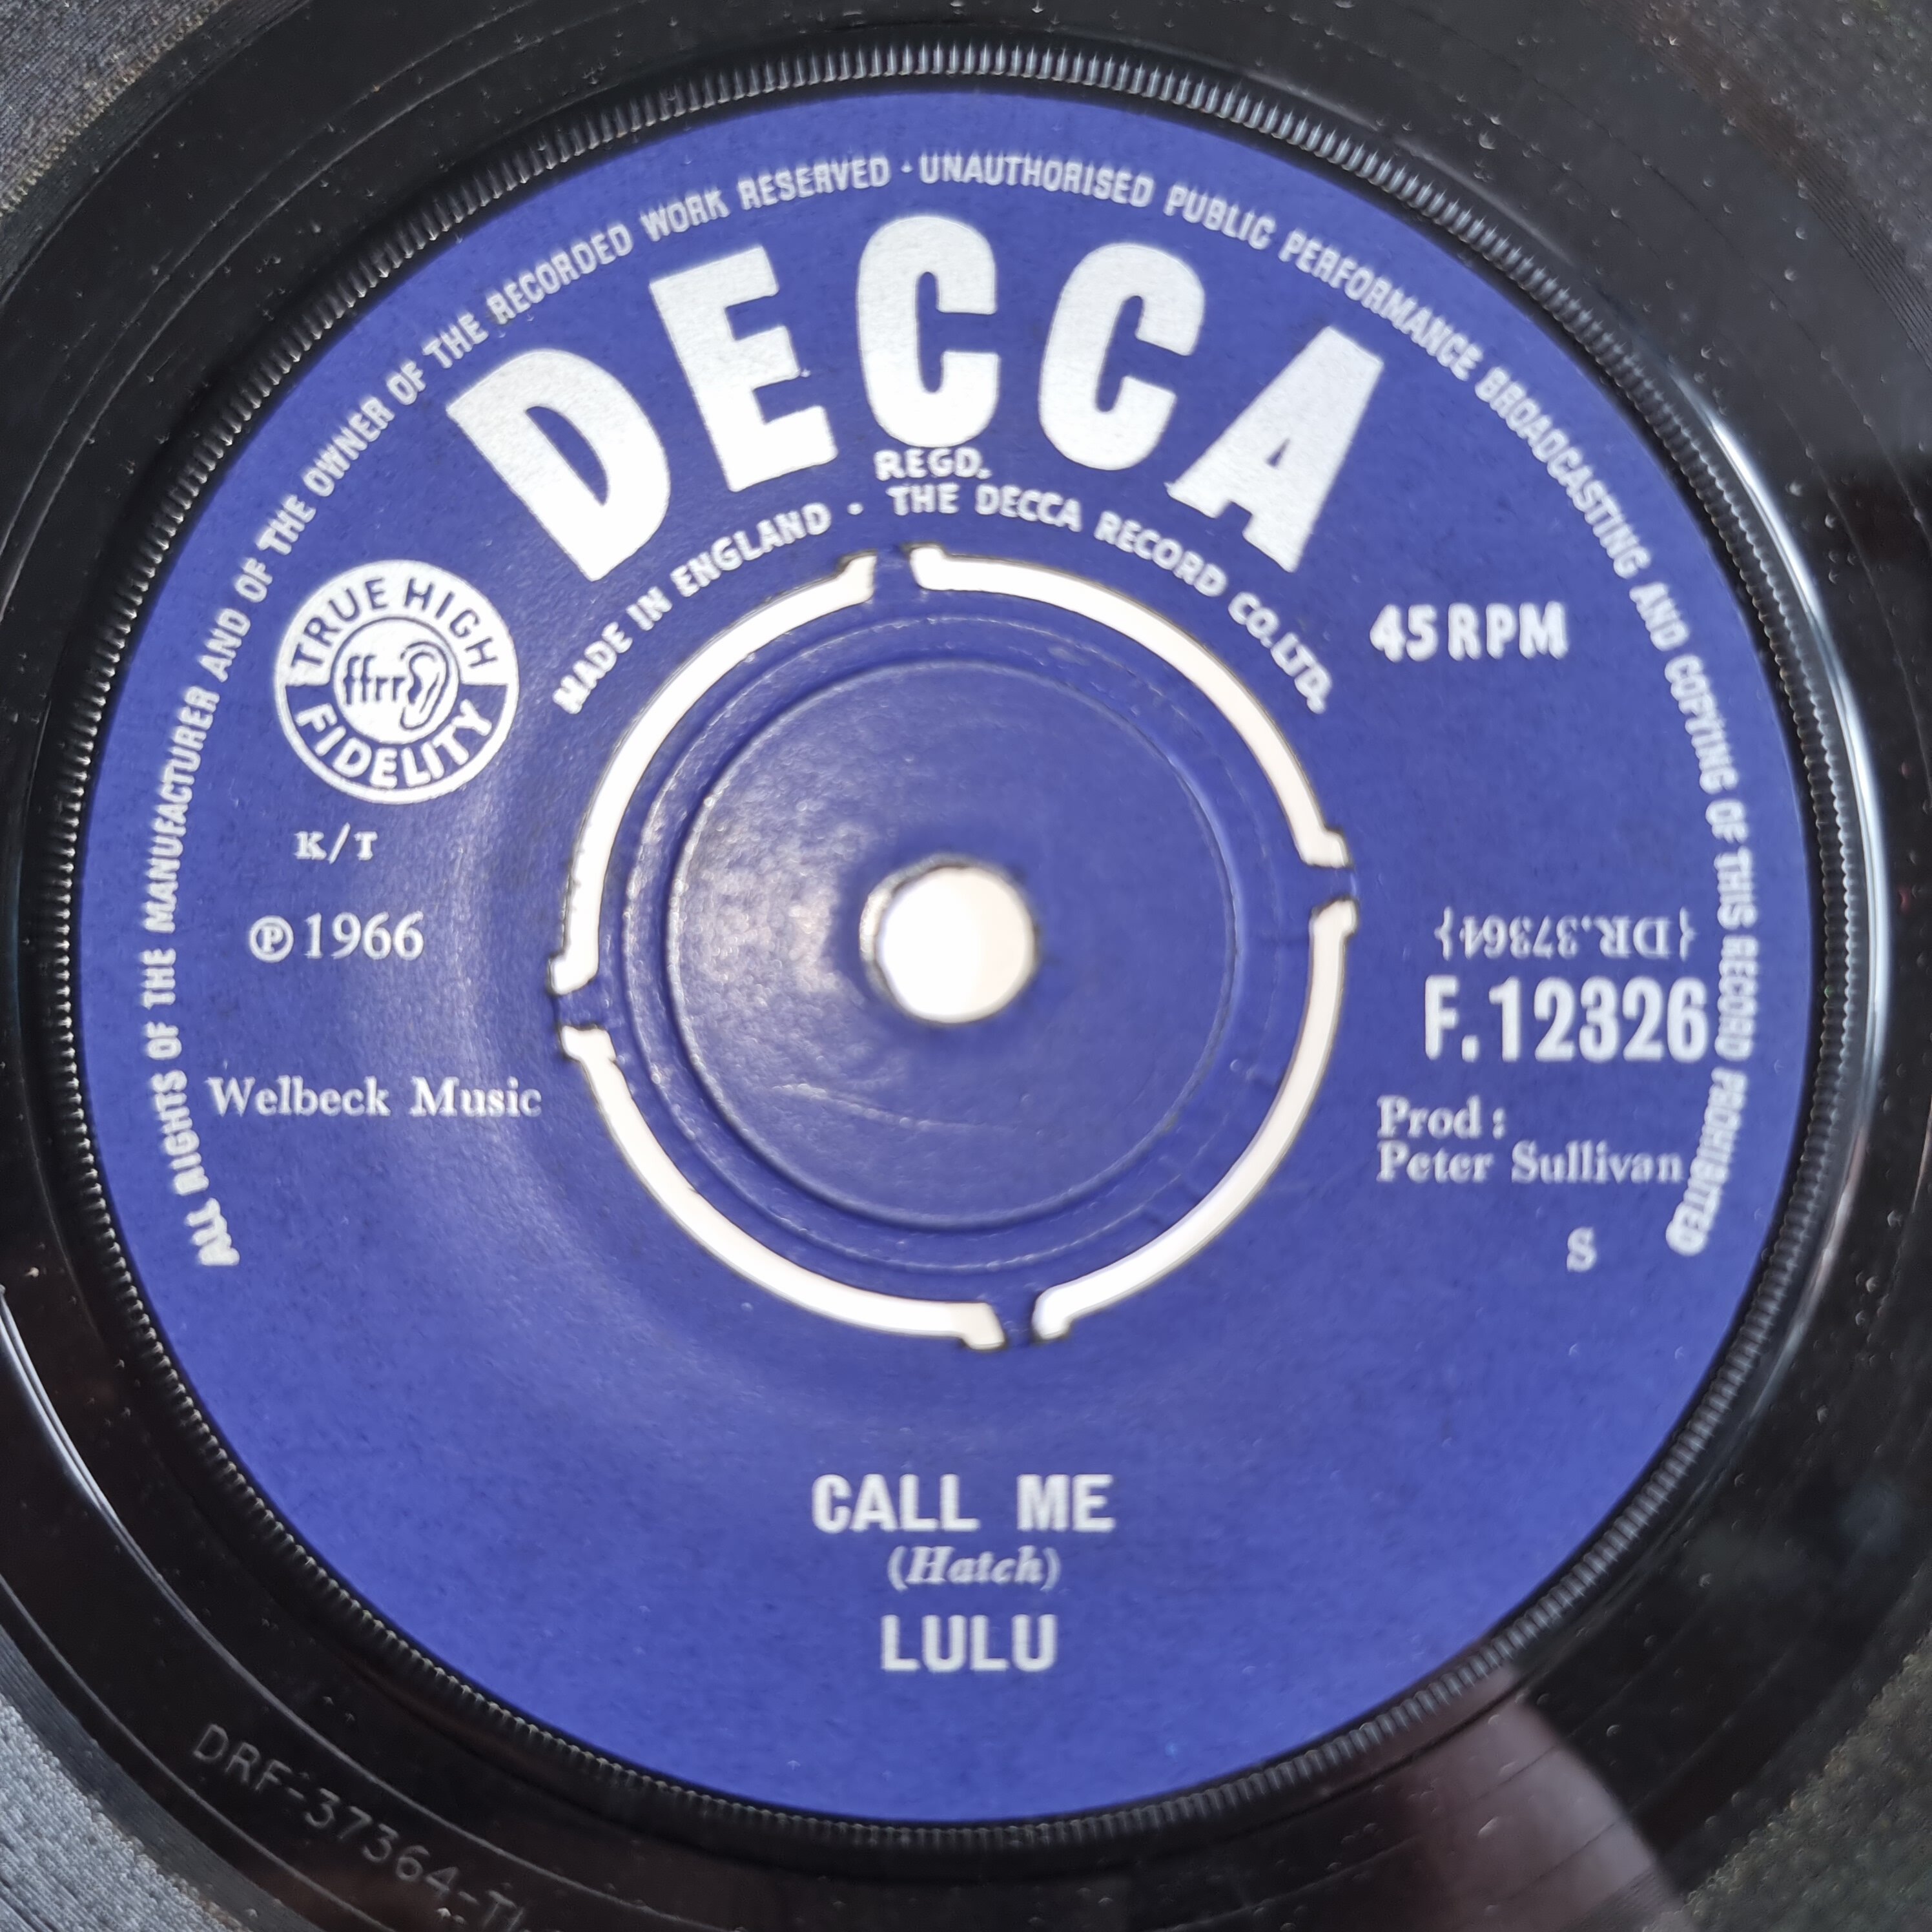 ALL RIGHTS OF THE MANUFACTURER AND OF THE OWNER OF THE RECORDED WORK RESERVED · UNAUTHORISED PUBLIC PERFORMANCE BROADCASTING AND COPYING OF THIS RECORD PROHIBITED
DECCA
REGD.
MADE IN ENGLAND · THE DECCA RECORD CO. LTD.
TRUE HIGH
ffrr
FIDELITY
45 RPM
K/T
℗ 1966
{DR.37364}
F.12326
Welbeck Music
Prod:
Peter Sullivan
S
CALL ME
(Hatch)
LULU